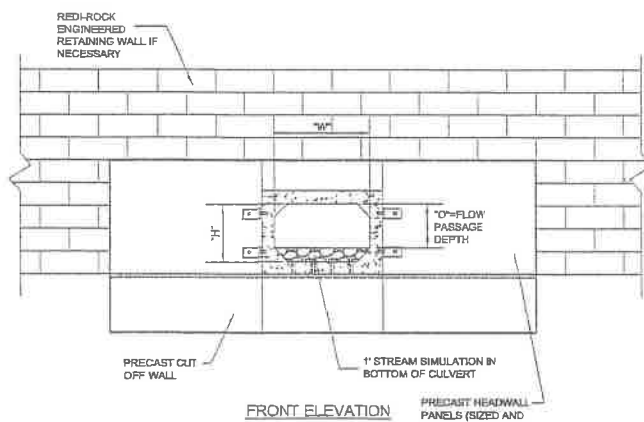 REDI-ROCK
ENGINEERED
RETAINING WALL IF
NECESSARY
"W"
"H"
"O"=FLOW
PASSAGE
DEPTH
PRECAST CUT
OFF WALL
1' STREAM SIMULATION IN
BOTTOM OF CULVERT
PRECAST HEADWALL
PANELS (SIZED AND
FRONT ELEVATION